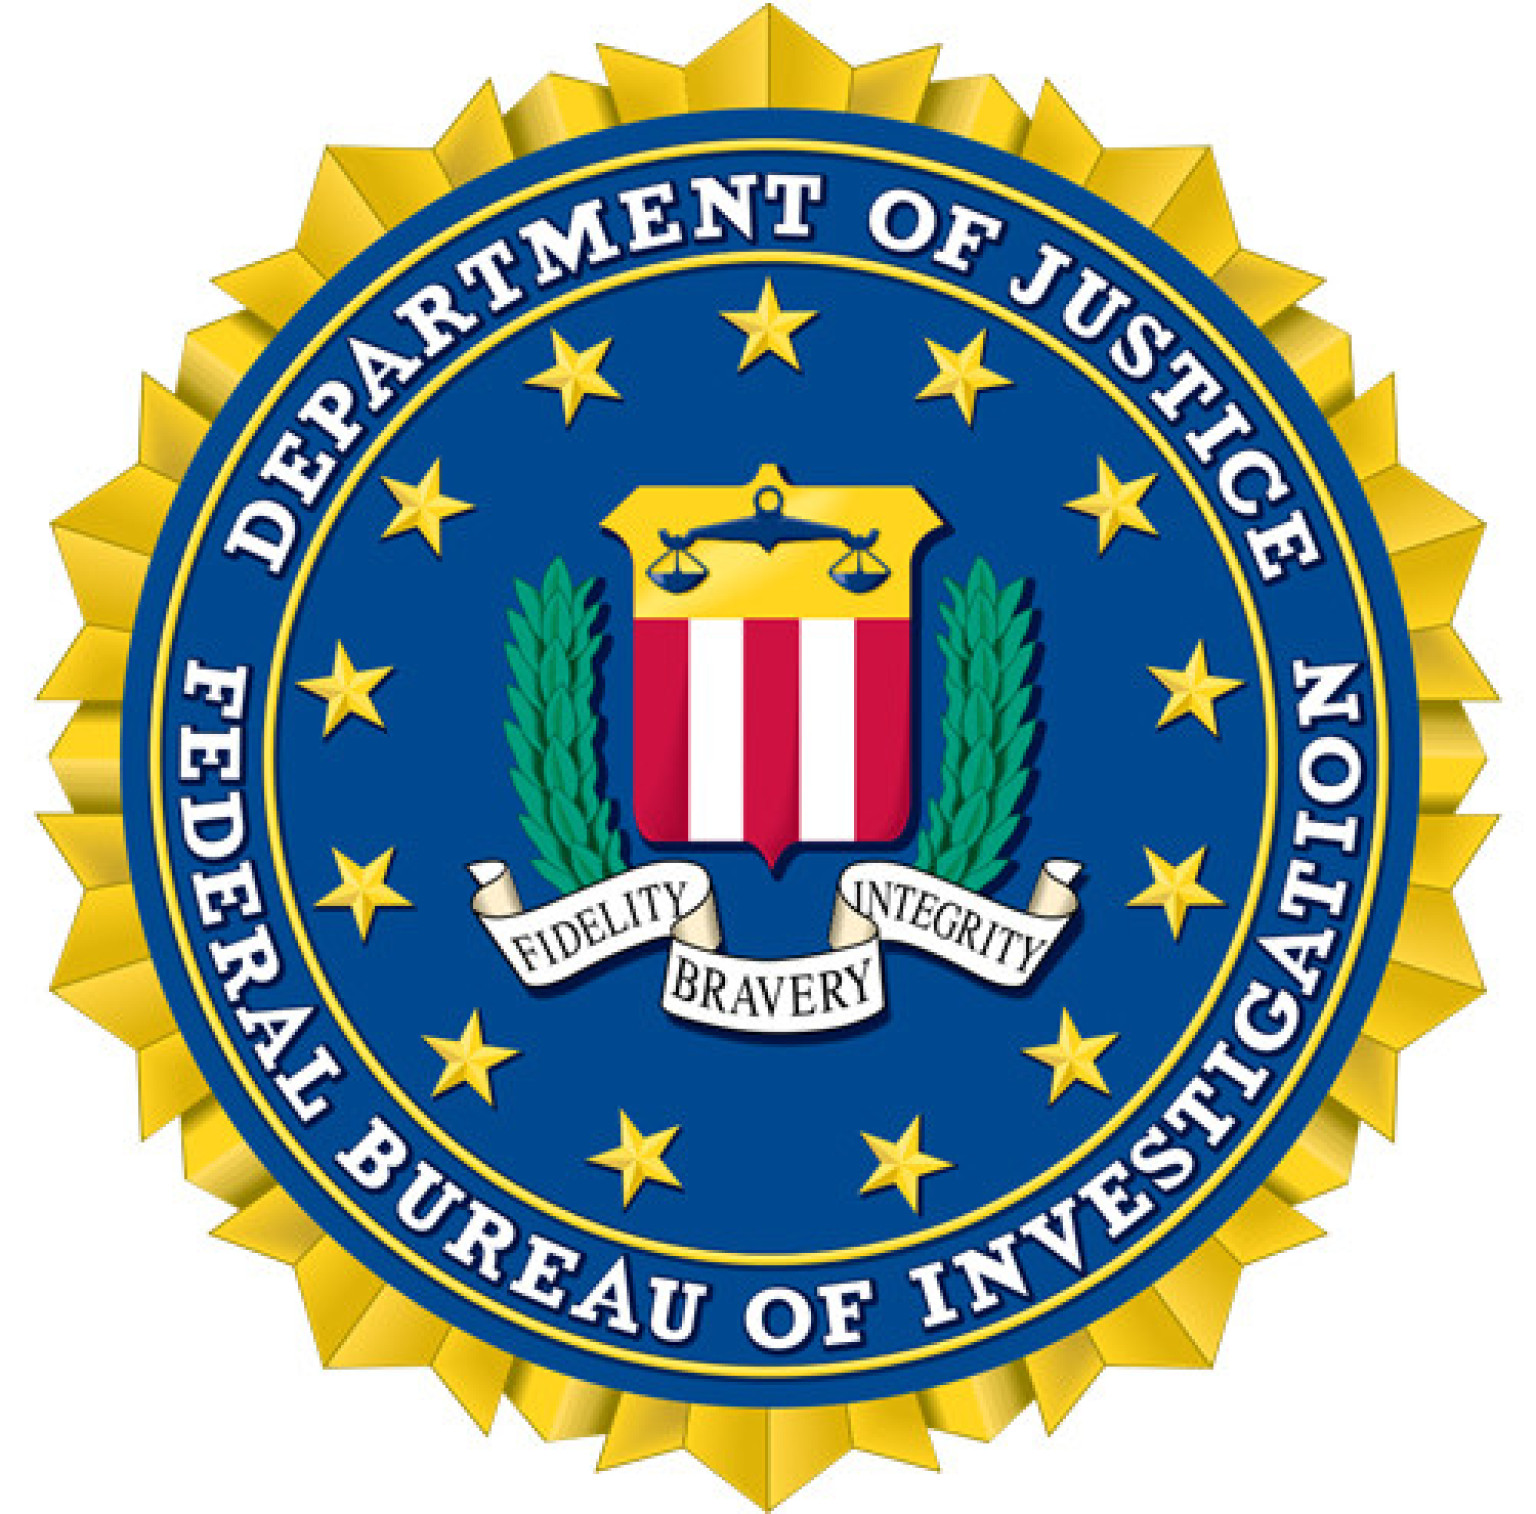 DEPARTMENT OF JUSTICE
FIDELITY
BRAVERY
INTEGRITY
FEDERAL BUREAU OF INVESTIGATION